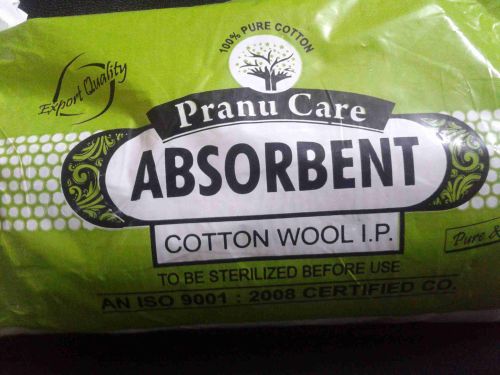 100% PURE COTTON
Export Quality
Pranu Care
ABSORBENT
COTTON WOOL I.P.
Pure &
TO BE STERILIZED BEFORE USE
AN ISO 9001 : 2008 CERTIFIED CO.